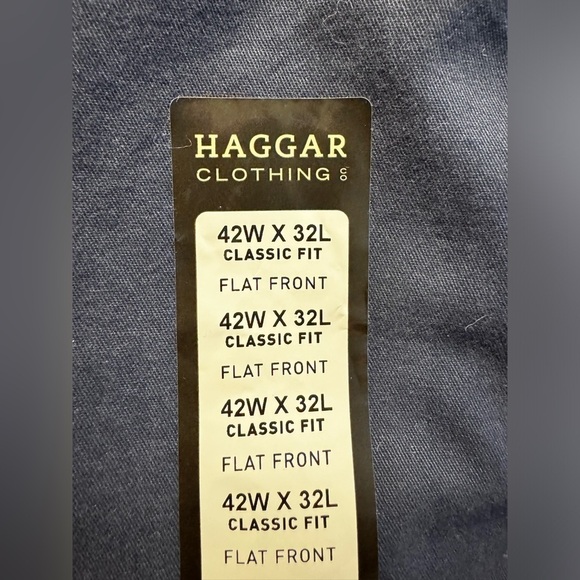 HAGGAR
CLOTHING CO
42W X 32L
CLASSIC FIT
FLAT FRONT
42W X 32L
CLASSIC FIT
FLAT FRONT
42W X 32L
CLASSIC FIT
FLAT FRONT
42W X 32L
CLASSIC FIT
FLAT FRONT